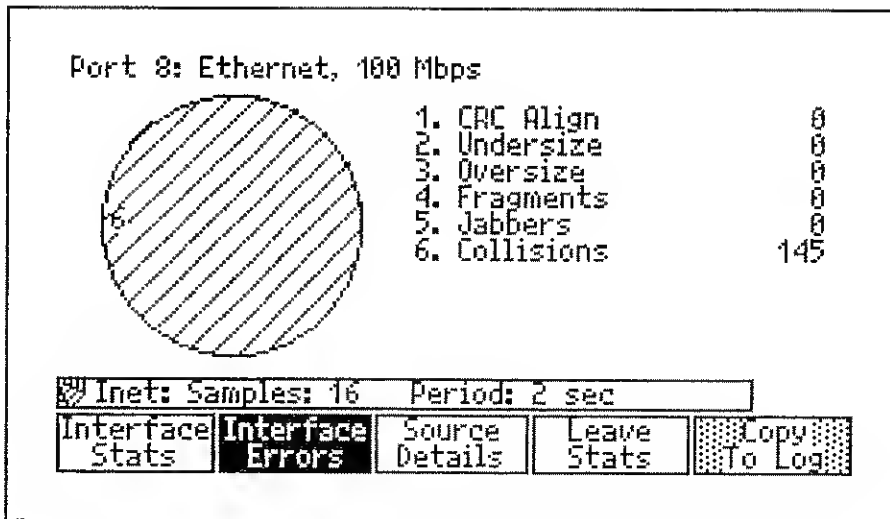 Port 8: Ethernet, 100 Mbps
1. CRC Align 0
2. Undersize 0
3. Oversize 0
4. Fragments 0
5. Jabbers 0
6. Collisions 145
6
Inet: Samples: 16 Period: 2 sec
Interface Stats
Interface Errors
Source Details
Leave Stats
Copy To Log